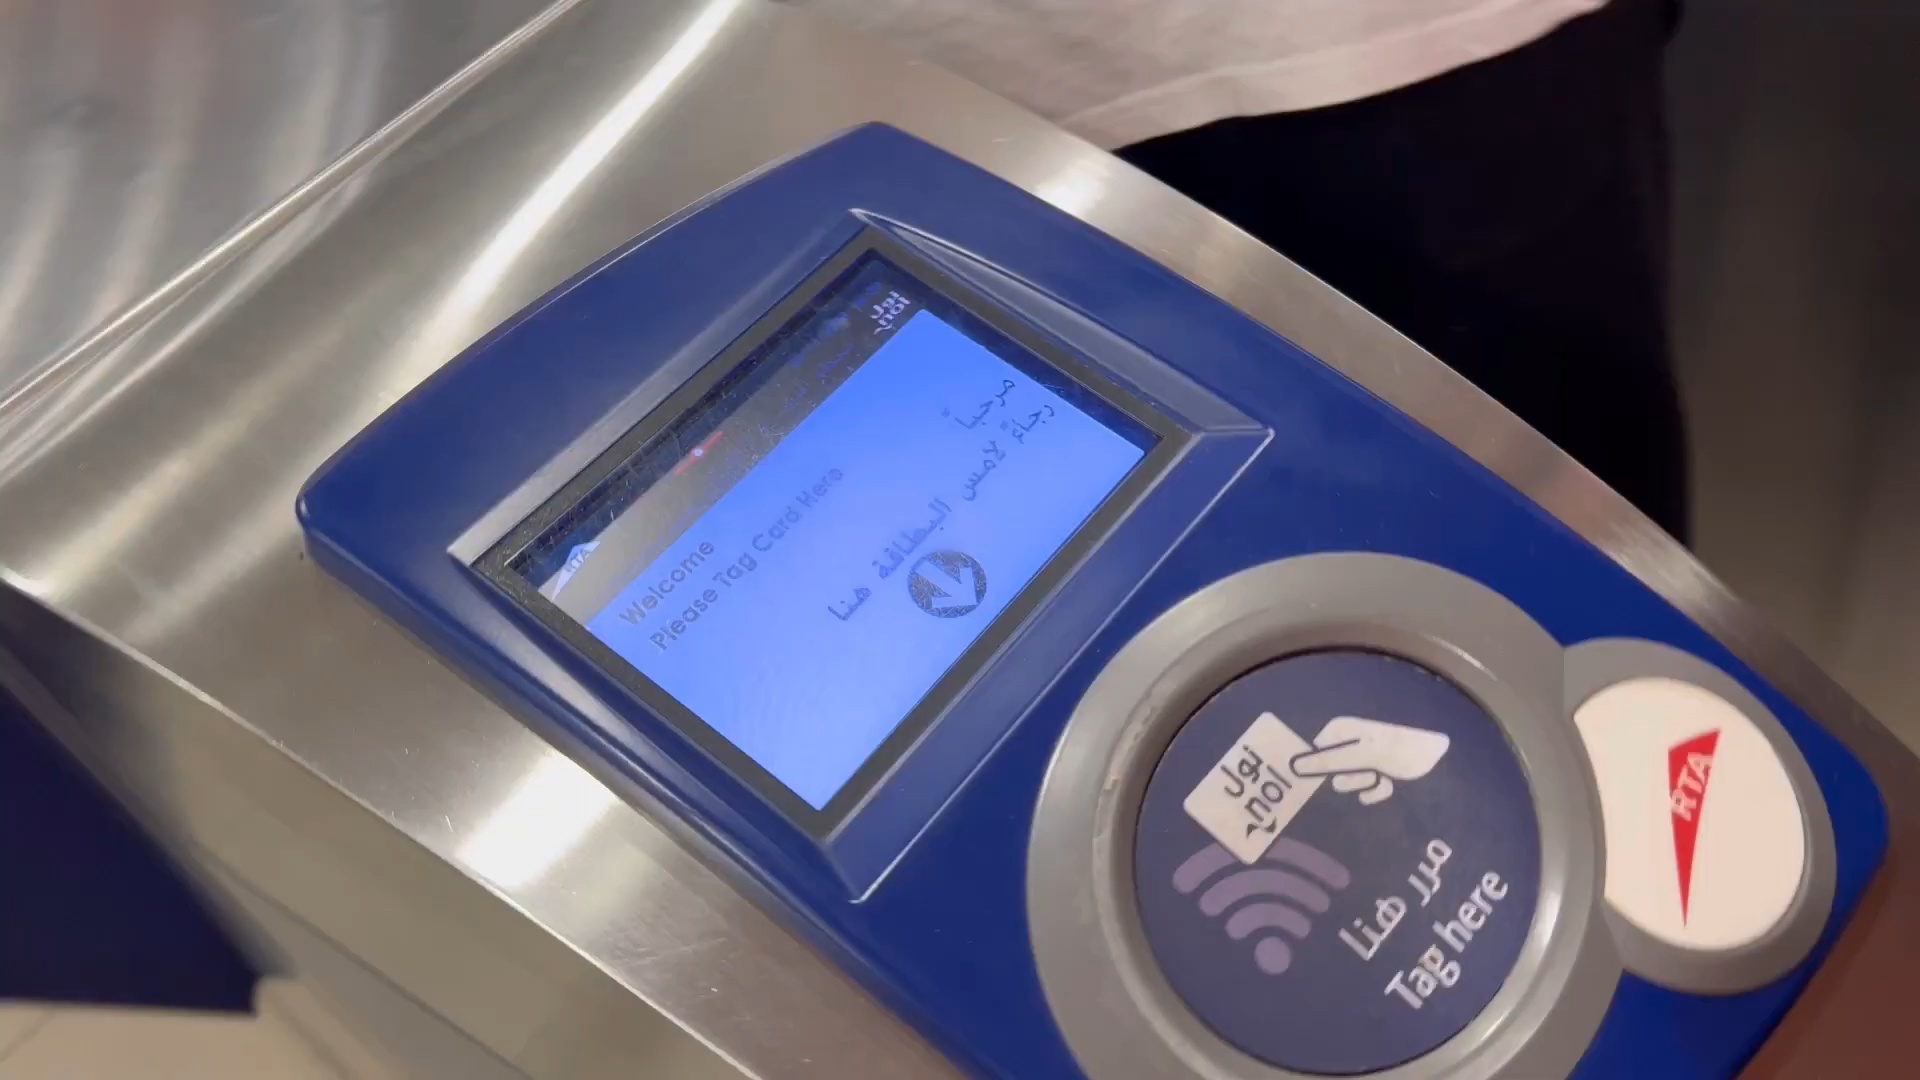 نول
nol
RTA
Welcome
Please Tag Card Here
مرحباً
رجاءً لامس البطاقة هنا
نول
nol
مرر هنا
Tag here
RTA